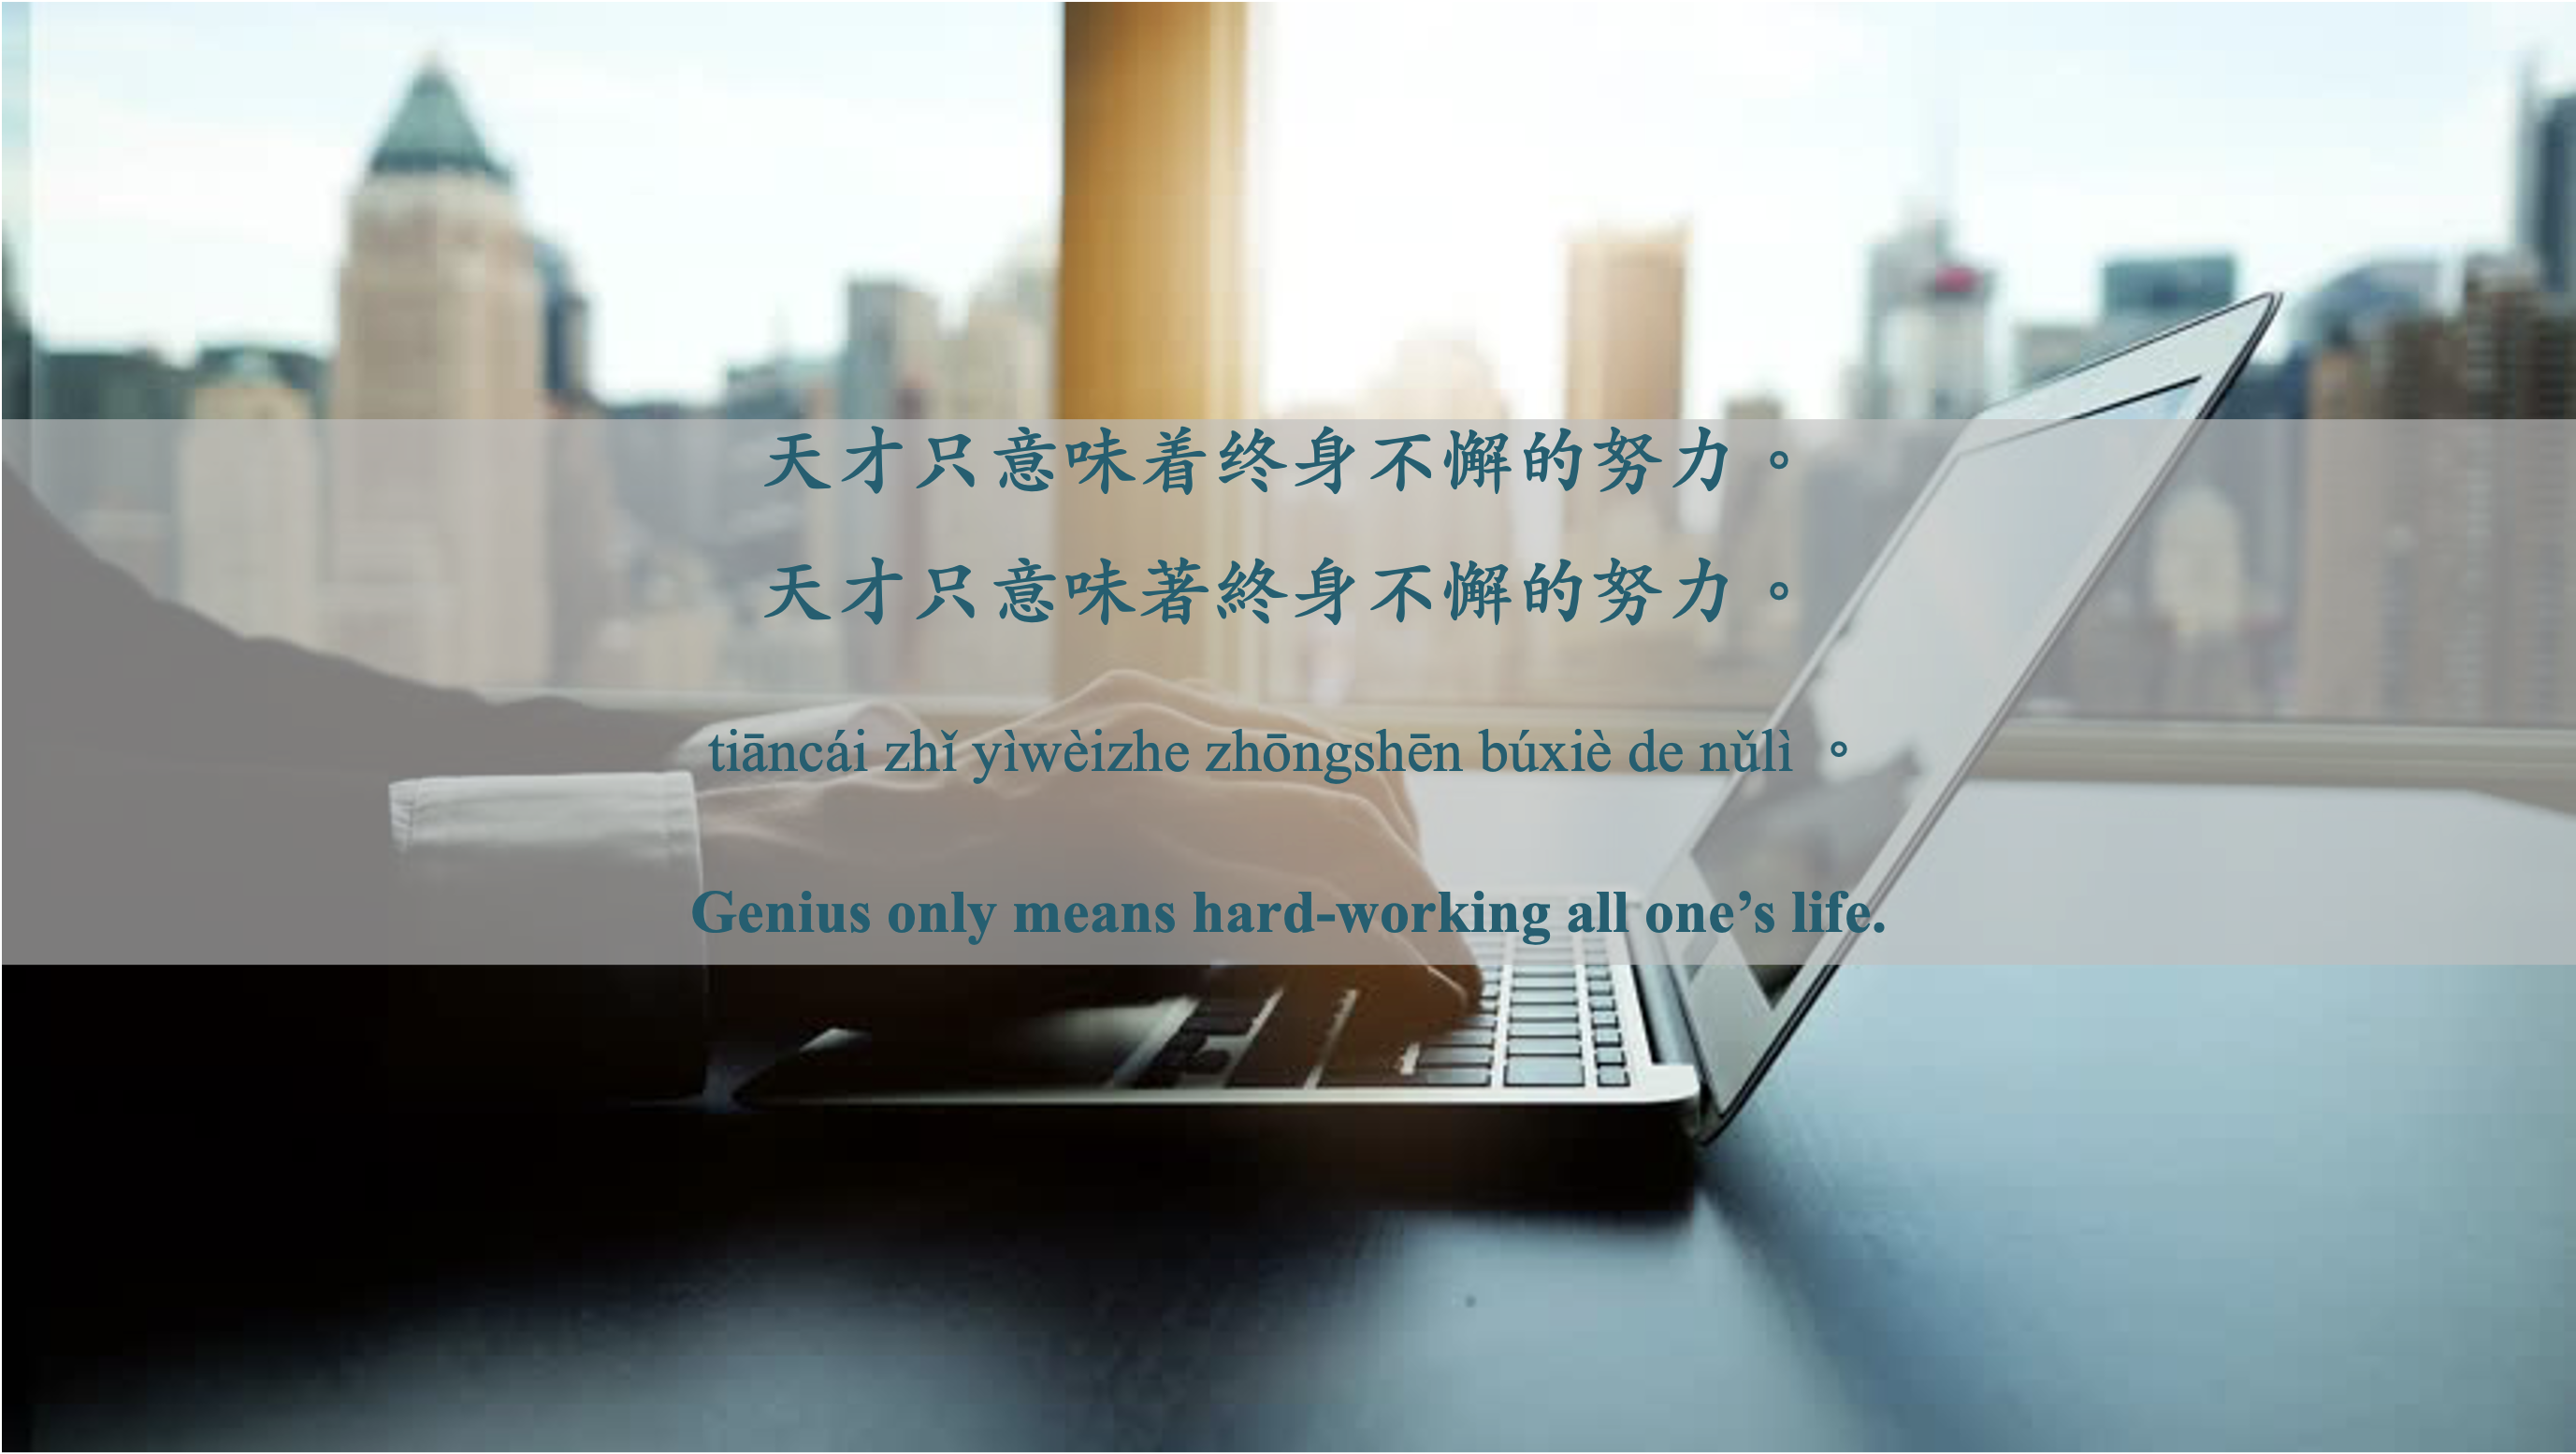 天才只意味着终身不懈的努力。
天才只意味著終身不懈的努力。
tiāncái zhǐ yìwèizhe zhōngshēn búxiè de nǔlì 。
Genius only means hard-working all one’s life.